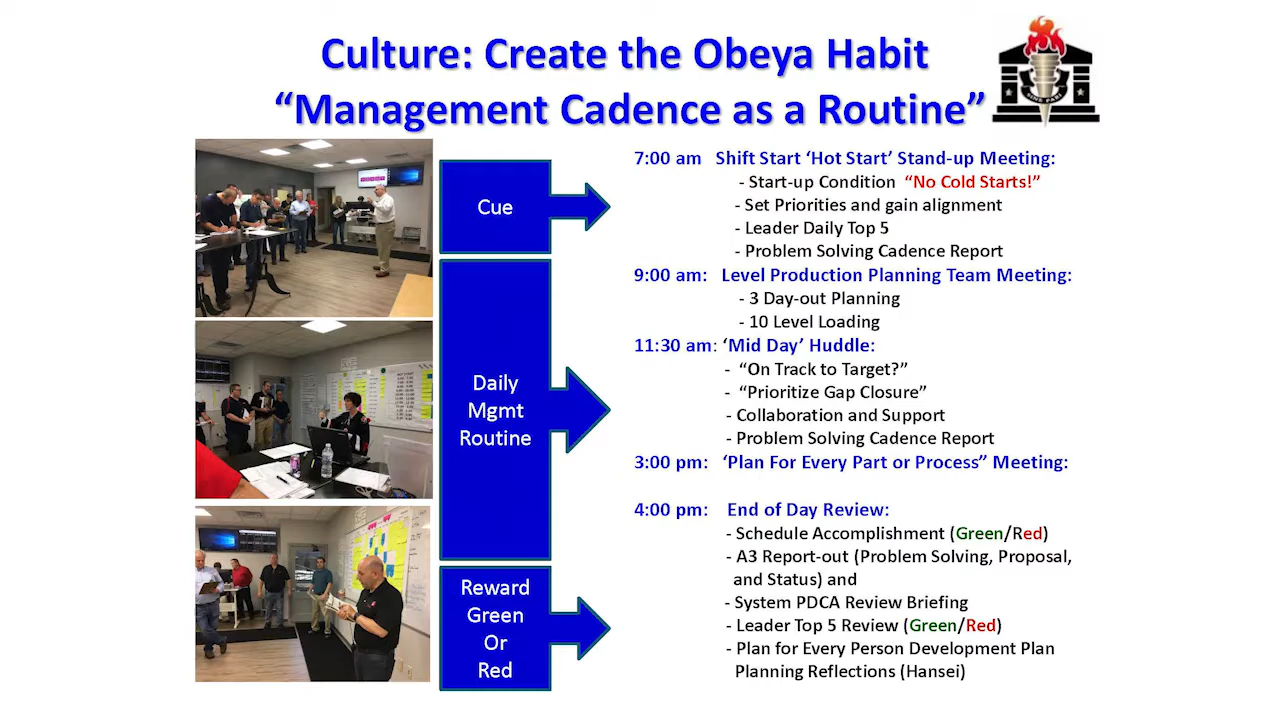 Culture: Create the Obeya Habit
“Management Cadence as a Routine”
Cue
Daily
Mgmt
Routine
Reward
Green
Or
Red
7:00 am Shift Start ‘Hot Start’ Stand-up Meeting:
- Start-up Condition “No Cold Starts!”
- Set Priorities and gain alignment
- Leader Daily Top 5
- Problem Solving Cadence Report
9:00 am: Level Production Planning Team Meeting:
- 3 Day-out Planning
- 10 Level Loading
11:30 am: ‘Mid Day’ Huddle:
- “On Track to Target?”
- “Prioritize Gap Closure”
- Collaboration and Support
- Problem Solving Cadence Report
3:00 pm: ‘Plan For Every Part or Process” Meeting:
4:00 pm: End of Day Review:
- Schedule Accomplishment (Green/Red)
- A3 Report-out (Problem Solving, Proposal,
and Status) and
- System PDCA Review Briefing
- Leader Top 5 Review (Green/Red)
- Plan for Every Person Development Plan
Planning Reflections (Hansei)